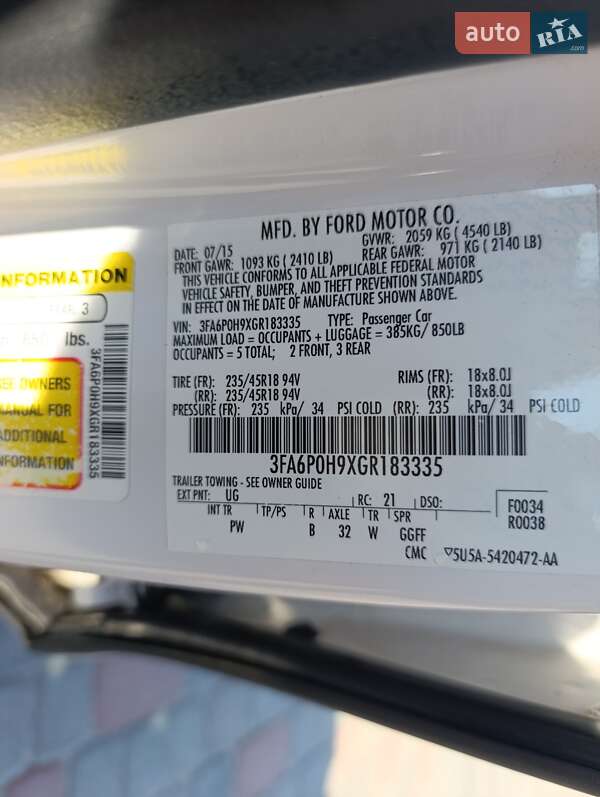 auto RIA.com
MFD. BY FORD MOTOR CO.
DATE: 07/15 GVWR: 2059 KG ( 4540 LB)
FRONT GAWR: 1093 KG ( 2410 LB) REAR GAWR: 971 KG ( 2140 LB)
THIS VEHICLE CONFORMS TO ALL APPLICABLE FEDERAL MOTOR
VEHICLE SAFETY, BUMPER, AND THEFT PREVENTION STANDARDS
IN EFFECT ON THE DATE OF MANUFACTURE SHOWN ABOVE.
VIN: 3FA6P0H9XGR183335 TYPE: Passenger Car
MAXIMUM LOAD = OCCUPANTS + LUGGAGE = 385KG/ 850LB
OCCUPANTS = 5 TOTAL; 2 FRONT, 3 REAR
TIRE (FR): 235/45R18 94V RIMS (FR): 18x8.0J
(RR): 235/45R18 94V (RR): 18x8.0J
PRESSURE (FR): 235 kPa/ 34 PSI COLD (RR): 235 kPa/ 34 PSI COLD
3FA6P0H9XGR183335
TRAILER TOWING - SEE OWNER GUIDE
EXT PNT: UG RC: 21 DSO:
INT TR TP/PS R AXLE TR SPR
PW B 32 W GGFF
F0034
R0038
CMC 5U5A-5420472-AA
INFORMATION
3
lbs.
SEE OWNERS
MANUAL FOR
ADDITIONAL
INFORMATION
3FA6P0H9XGR183335